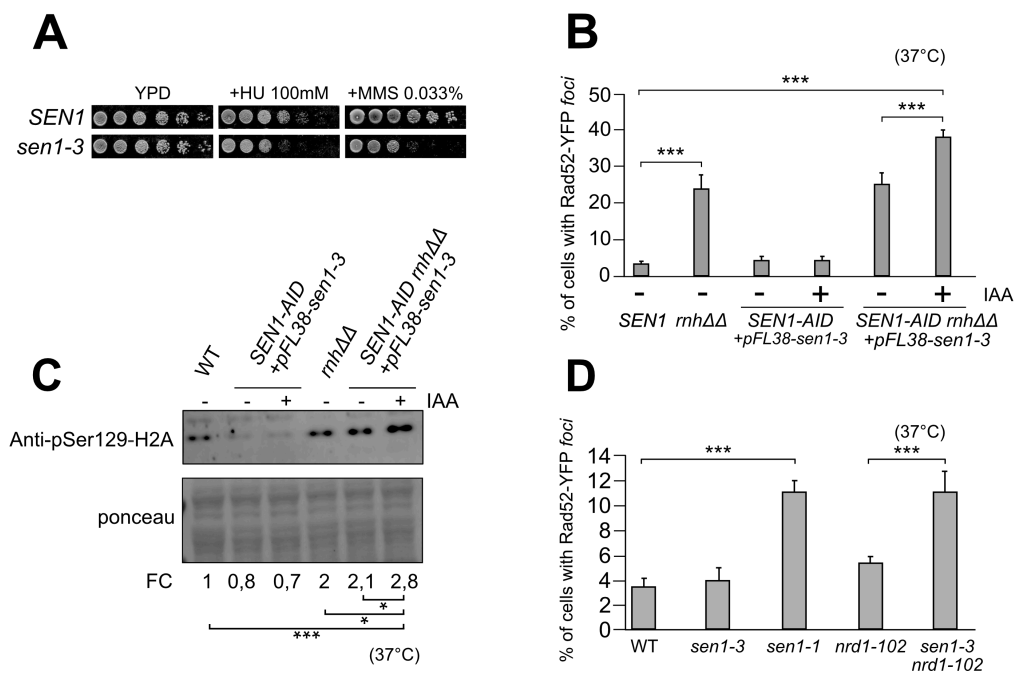 A
YPD
+HU 100mM
+MMS 0.033%
SEN1
sen1-3
B
(37°C)
% of cells with Rad52-YFP foci
50
40
30
20
10
0
***
***
***
- - - + - + IAA
SEN1 rnhΔΔ SEN1-AID SEN1-AID rnhΔΔ
+pFL38-sen1-3 +pFL38-sen1-3
C
WT
SEN1-AID
+pFL38-sen1-3
rnhΔΔ
SEN1-AID rnhΔΔ
+pFL38-sen1-3
- - + - - + IAA
Anti-pSer129-H2A
ponceau
FC 1 0,8 0,7 2 2,1 2,8
*
*
***
(37°C)
D
(37°C)
% of cells with Rad52-YFP foci
14
12
10
8
6
4
2
0
***
***
WT sen1-3 sen1-1 nrd1-102 sen1-3
nrd1-102